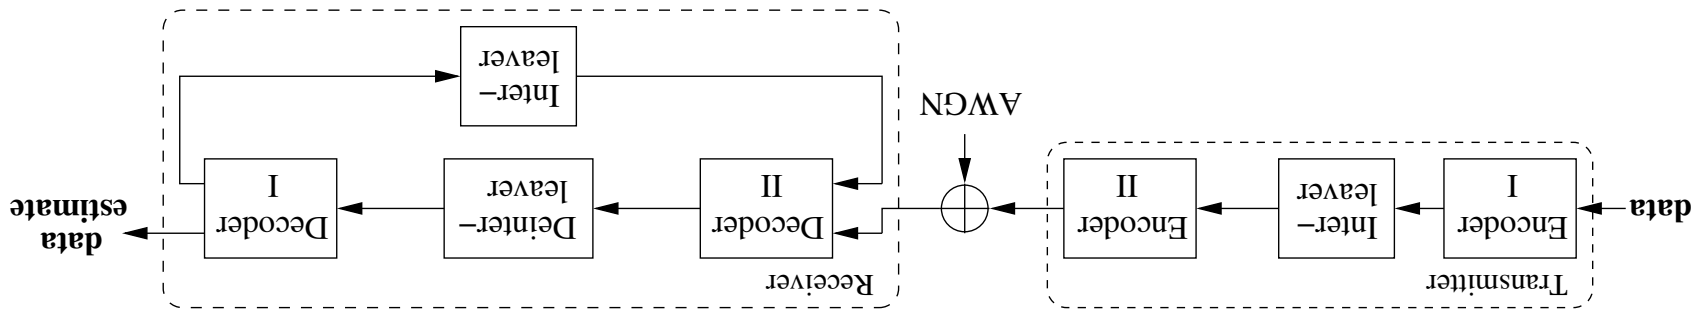 Transmitter
Receiver
data
Encoder
I
Inter–
leaver
Encoder
II
AWGN
Decoder
II
Deinter–
leaver
Decoder
I
data
estimate
Inter–
leaver